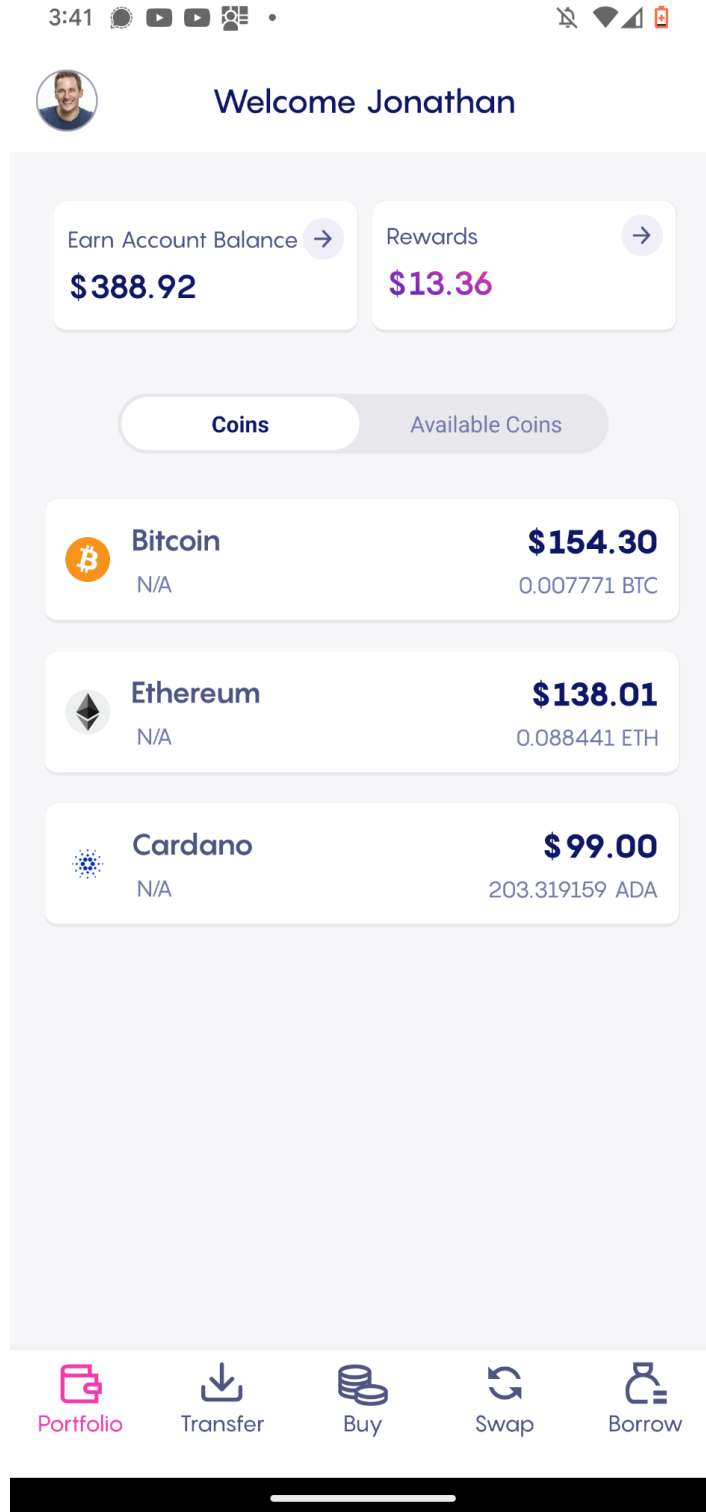 3:41
Welcome Jonathan
Earn Account Balance
$388.92
Rewards
$13.36
Coins
Available Coins
Bitcoin
$154.30
N/A
0.007771 BTC
Ethereum
$138.01
N/A
0.088441 ETH
Cardano
$99.00
N/A
203.319159 ADA
Portfolio
Transfer
Buy
Swap
Borrow